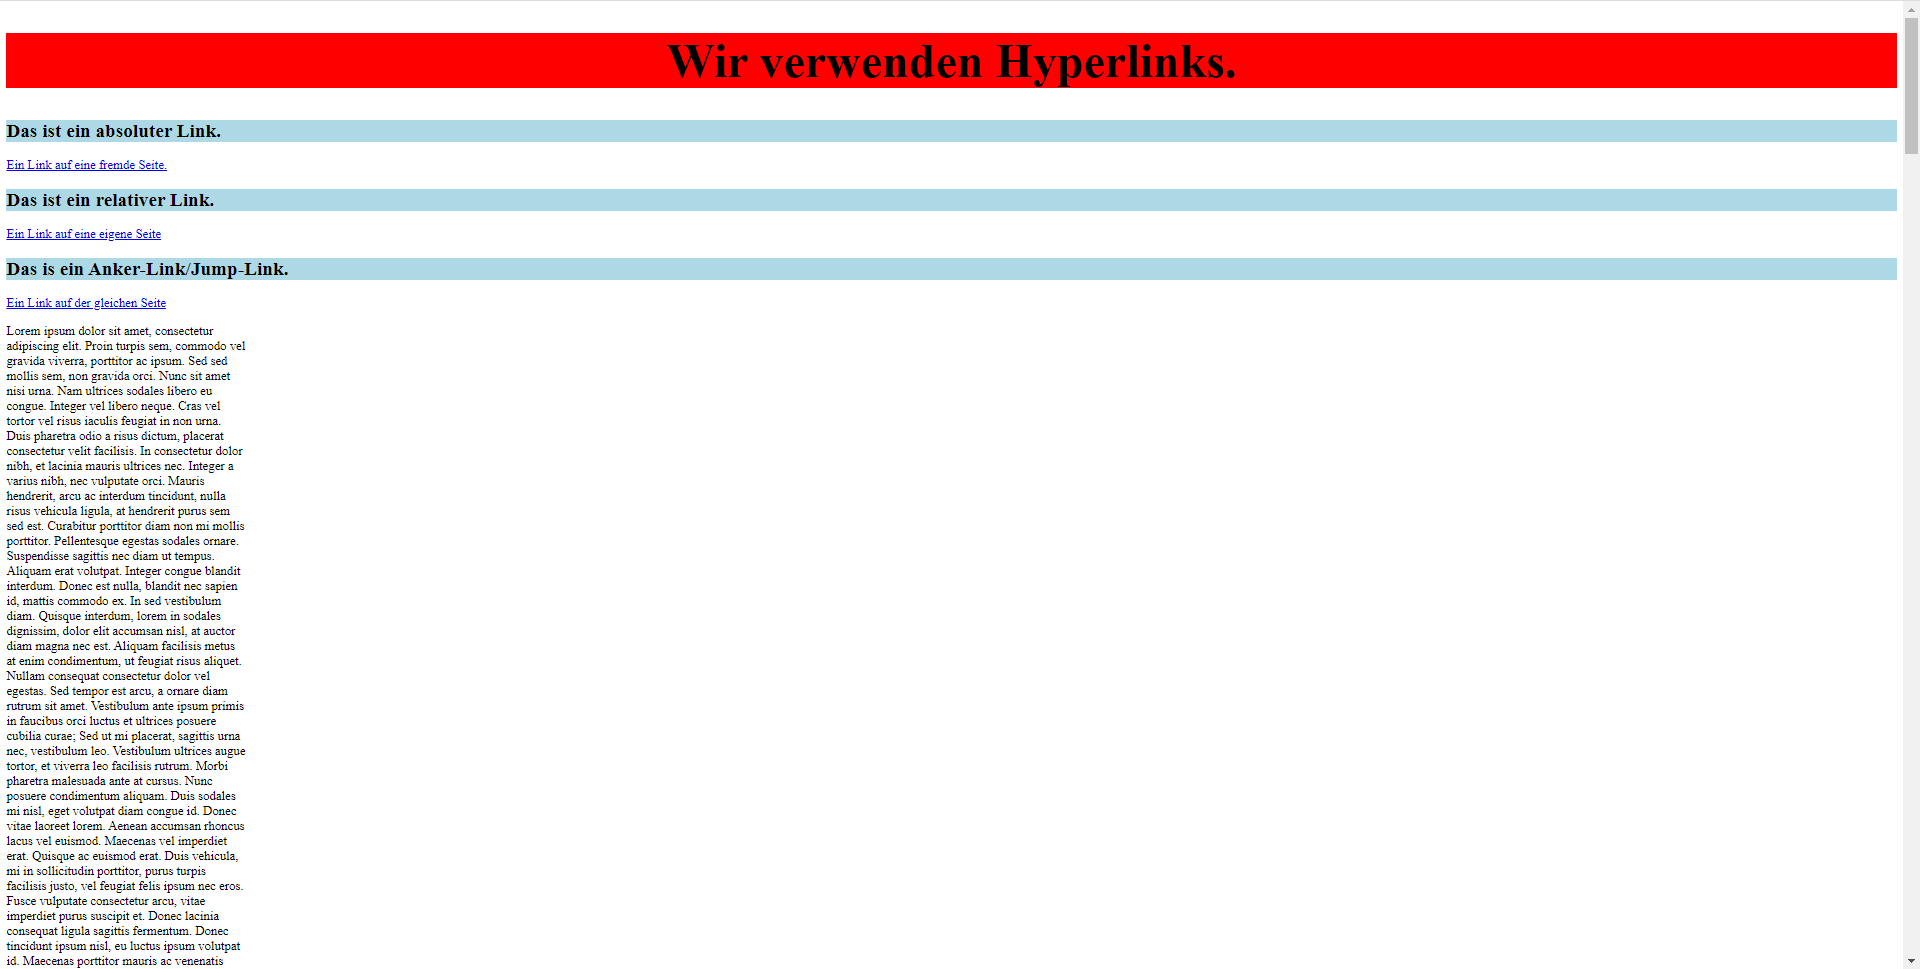 Wir verwenden Hyperlinks.
Das ist ein absoluter Link.
Ein Link auf eine fremde Seite.
Das ist ein relativer Link.
Ein Link auf eine eigene Seite
Das is ein Anker-Link/Jump-Link.
Ein Link auf der gleichen Seite
Lorem ipsum dolor sit amet, consectetur
adipiscing elit. Proin turpis sem, commodo vel
gravida viverra, porttitor ac ipsum. Sed sed
mollis sem, non gravida orci. Nunc sit amet
nisi urna. Nam ultrices sodales libero eu
congue. Integer vel libero neque. Cras vel
tortor vel risus iaculis feugiat in non urna.
Duis pharetra odio a risus dictum, placerat
consectetur velit facilisis. In consectetur dolor
nibh, et lacinia mauris ultrices nec. Integer a
varius nibh, nec vulputate orci. Mauris
hendrerit, arcu ac interdum tincidunt, nulla
risus vehicula ligula, at hendrerit purus sem
sed est. Curabitur porttitor diam non mi mollis
porttitor. Pellentesque egestas sodales ornare.
Suspendisse sagittis nec diam ut tempus.
Aliquam erat volutpat. Integer congue blandit
interdum. Donec est nulla, blandit nec sapien
id, mattis commodo ex. In sed vestibulum
diam. Quisque interdum, lorem in sodales
dignissim, dolor elit accumsan nisl, at auctor
diam magna nec est. Aliquam facilisis metus
at enim condimentum, ut feugiat risus aliquet.
Nullam consequat consectetur dolor vel
egestas. Sed tempor est arcu, a ornare diam
rutrum sit amet. Vestibulum ante ipsum primis
in faucibus orci luctus et ultrices posuere
cubilia curae; Sed ut mi placerat, sagittis urna
nec, vestibulum leo. Vestibulum ultrices augue
tortor, et viverra leo facilisis rutrum. Morbi
pharetra malesuada ante at cursus. Nunc
posuere condimentum aliquam. Duis sodales
mi nisl, eget volutpat diam congue id. Donec
vitae laoreet lorem. Aenean accumsan rhoncus
lacus vel euismod. Maecenas vel imperdiet
erat. Quisque ac euismod erat. Duis vehicula,
mi in sollicitudin porttitor, purus turpis
facilisis justo, vel feugiat felis ipsum nec eros.
Fusce vulputate consectetur arcu, vitae
imperdiet purus suscipit et. Donec lacinia
consequat ligula sagittis fermentum. Donec
tincidunt ipsum nisl, eu luctus ipsum volutpat
id. Maecenas porttitor mauris ac venenatis